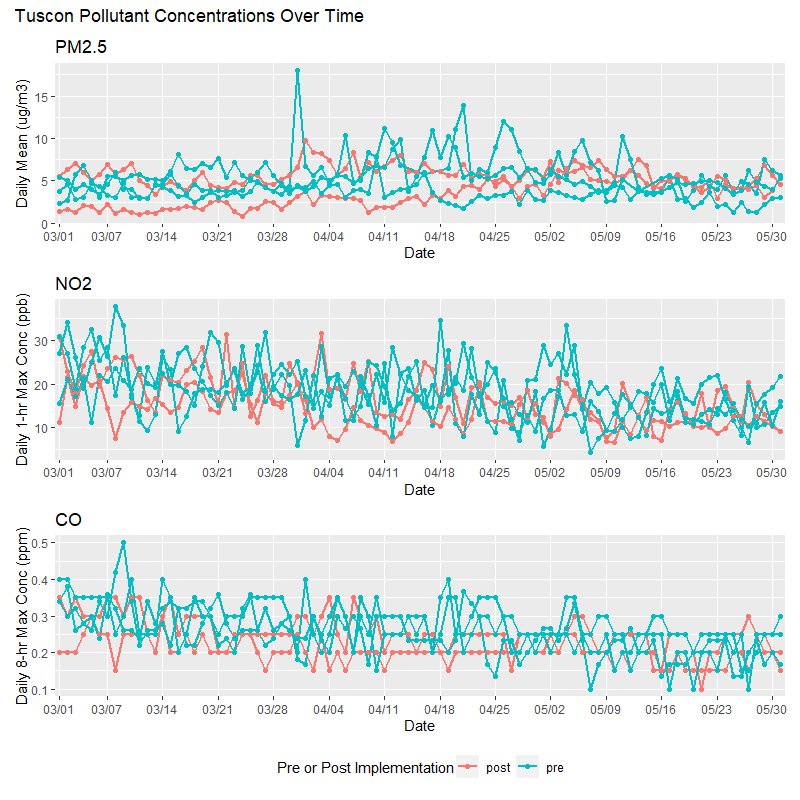 Tuscon Pollutant Concentrations Over Time
PM2.5
Daily Mean (ug/m3)
15
10
5
0
03/01 03/07 03/14 03/21 03/28 04/04 04/11 04/18 04/25 05/02 05/09 05/16 05/23 05/30
Date
NO2
Daily 1-hr Max Conc (ppb)
30
20
10
03/01 03/07 03/14 03/21 03/28 04/04 04/11 04/18 04/25 05/02 05/09 05/16 05/23 05/30
Date
CO
Daily 8-hr Max Conc (ppm)
0.5
0.4
0.3
0.2
0.1
03/01 03/07 03/14 03/21 03/28 04/04 04/11 04/18 04/25 05/02 05/09 05/16 05/23 05/30
Date
Pre or Post Implementation post pre